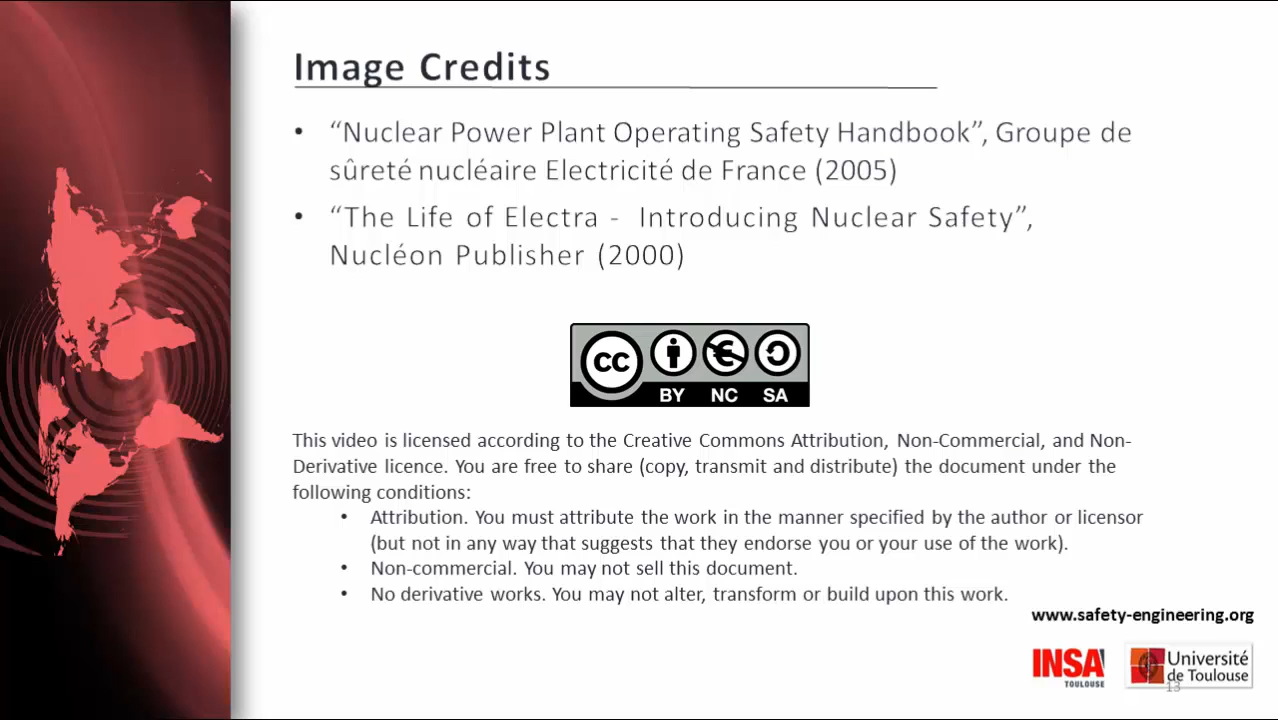 Image Credits
• “Nuclear Power Plant Operating Safety Handbook”, Groupe de
sûreté nucléaire Electricité de France (2005)
• “The Life of Electra - Introducing Nuclear Safety”,
Nucléon Publisher (2000)
cc
BY NC SA
This video is licensed according to the Creative Commons Attribution, Non-Commercial, and Non-
Derivative licence. You are free to share (copy, transmit and distribute) the document under the
following conditions:
• Attribution. You must attribute the work in the manner specified by the author or licensor
(but not in any way that suggests that they endorse you or your use of the work).
• Non-commercial. You may not sell this document.
• No derivative works. You may not alter, transform or build upon this work.
www.safety-engineering.org
INSA
TOULOUSE
Université
de Toulouse
13